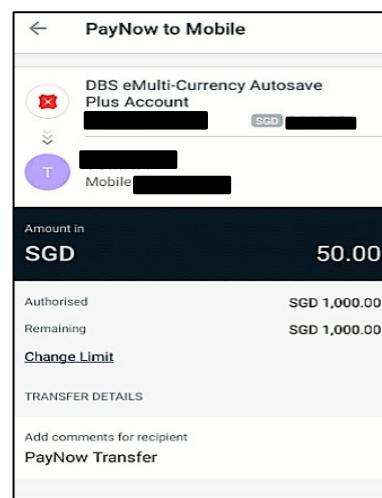 PayNow to Mobile
DBS eMulti-Currency Autosave
Plus Account
SGD
T
Mobile
Amount in
SGD 50.00
Authorised SGD 1,000.00
Remaining SGD 1,000.00
Change Limit
TRANSFER DETAILS
Add comments for recipient
PayNow Transfer